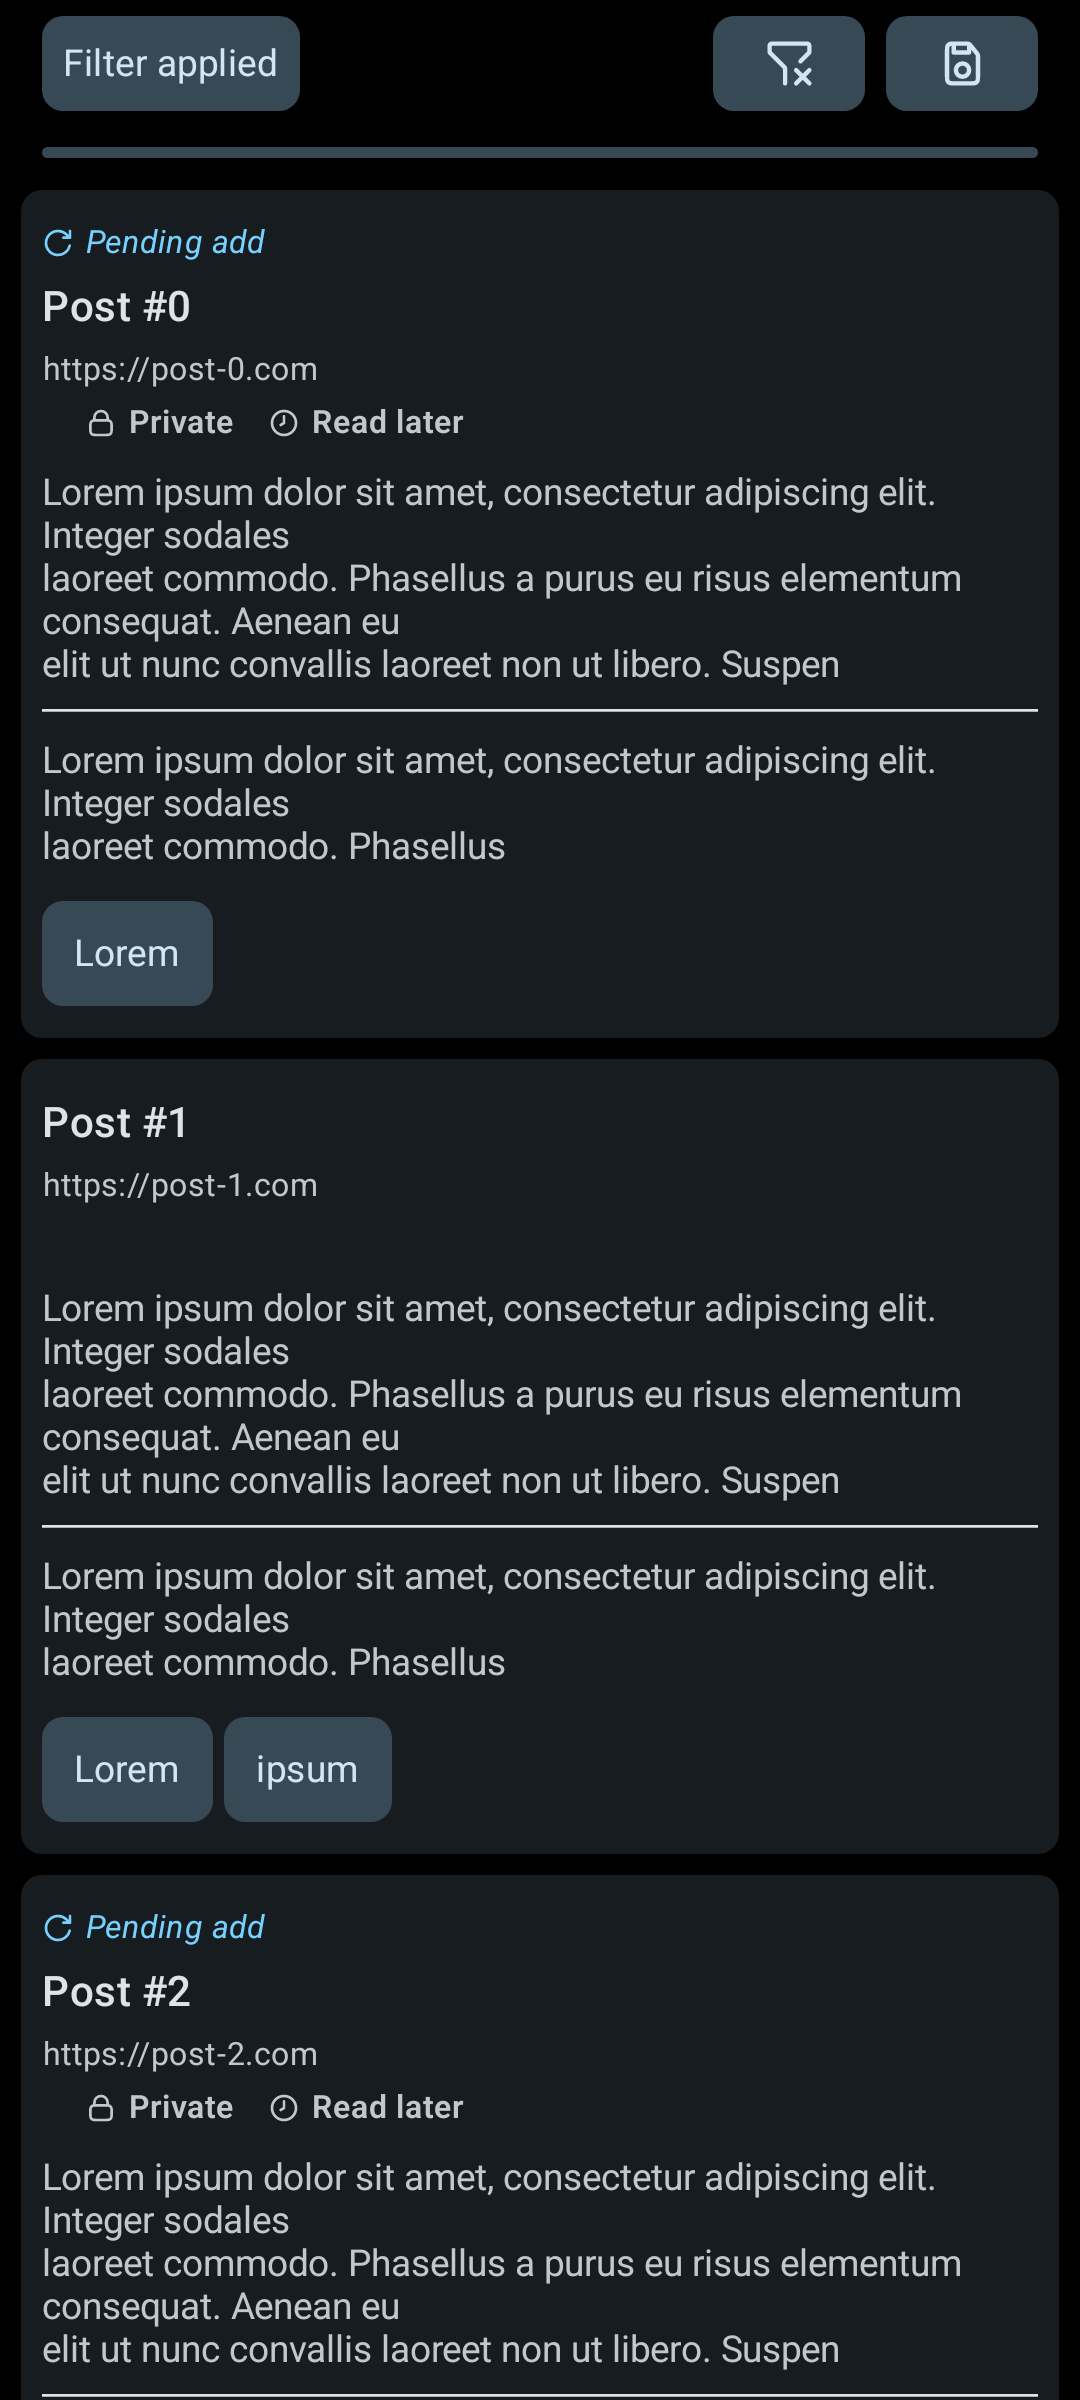 Filter applied
Pending add
Post #0
https://post-0.com
Private Read later
Lorem ipsum dolor sit amet, consectetur adipiscing elit.
Integer sodales
laoreet commodo. Phasellus a purus eu risus elementum
consequat. Aenean eu
elit ut nunc convallis laoreet non ut libero. Suspen
Lorem ipsum dolor sit amet, consectetur adipiscing elit.
Integer sodales
laoreet commodo. Phasellus
Lorem
Post #1
https://post-1.com
Lorem ipsum dolor sit amet, consectetur adipiscing elit.
Integer sodales
laoreet commodo. Phasellus a purus eu risus elementum
consequat. Aenean eu
elit ut nunc convallis laoreet non ut libero. Suspen
Lorem ipsum dolor sit amet, consectetur adipiscing elit.
Integer sodales
laoreet commodo. Phasellus
Lorem ipsum
Pending add
Post #2
https://post-2.com
Private Read later
Lorem ipsum dolor sit amet, consectetur adipiscing elit.
Integer sodales
laoreet commodo. Phasellus a purus eu risus elementum
consequat. Aenean eu
elit ut nunc convallis laoreet non ut libero. Suspen